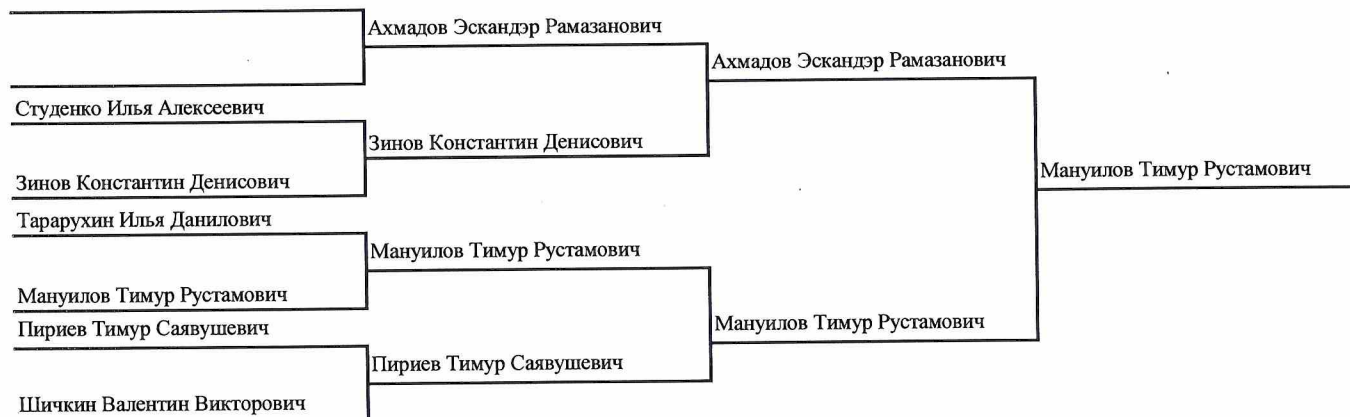 Ахмадов Эскандэр Рамазанович
Ахмадов Эскандэр Рамазанович
Студенко Илья Алексеевич
Зинов Константин Денисович
Зинов Константин Денисович
Мануилов Тимур Рустамович
Тарарухин Илья Данилович
Мануилов Тимур Рустамович
Мануилов Тимур Рустамович
Пириев Тимур Саявушевич
Мануилов Тимур Рустамович
Пириев Тимур Саявушевич
Шичкин Валентин Викторович